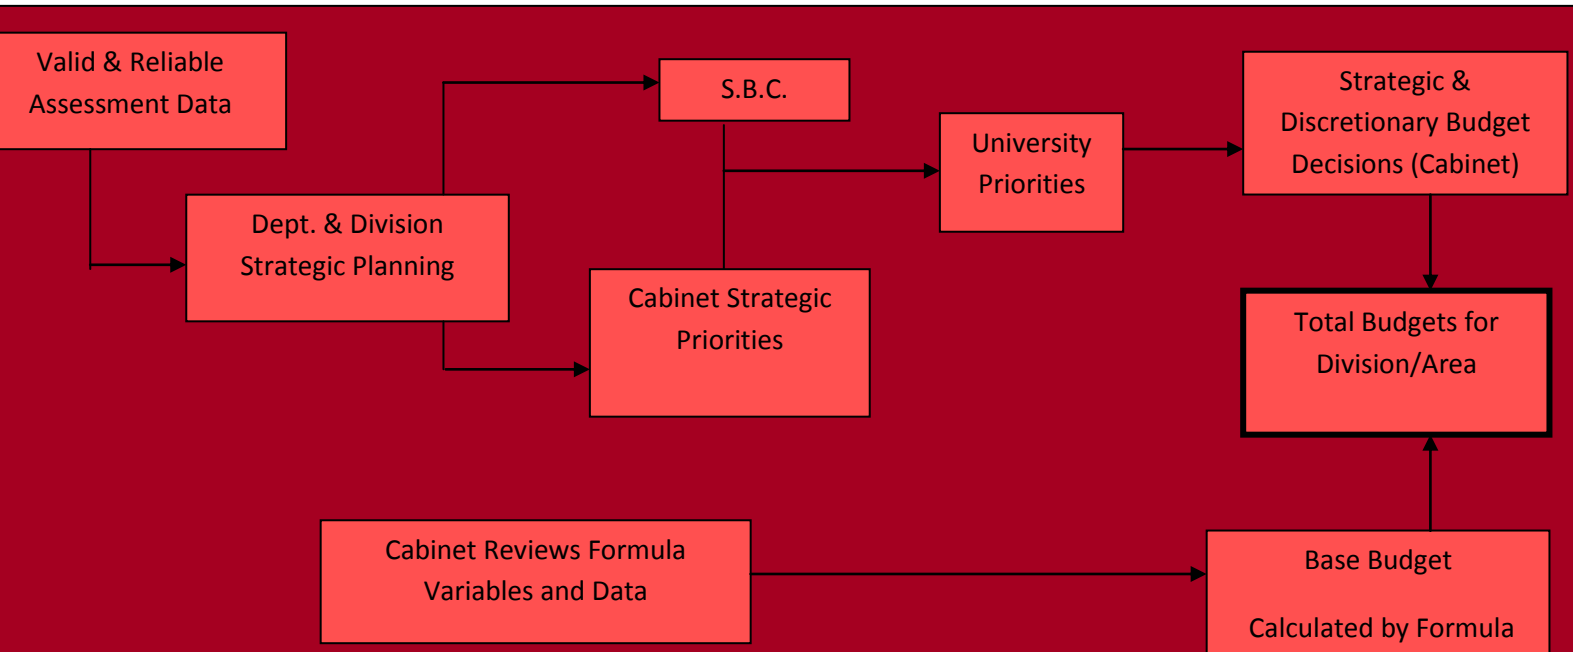 Valid & Reliable
Assessment Data
S.B.C.
Strategic &
Discretionary Budget
Decisions (Cabinet)
University
Priorities
Dept. & Division
Strategic Planning
Cabinet Strategic
Priorities
Total Budgets for
Division/Area
Cabinet Reviews Formula
Variables and Data
Base Budget
Calculated by Formula